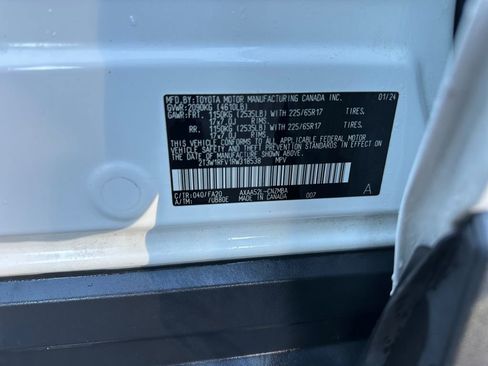 MFD BY:TOYOTA MOTOR MANUFACTURING CANADA INC. 01/24
GVWR:2090KG (4610LB)
GAWR:FRT. 1150KG (2535LB) WITH 225/65R17 TIRES,
17x7.0J RIMS,
RR. 1150KG (2535LB) WITH 225/65R17 TIRES,
17x7.0J RIMS,
THIS VEHICLE CONFORMS TO ALL APPLICABLE FEDERAL MOTOR
VEHICLE SAFETY AND THEFT PREVENTION STANDARDS IN EFFECT ON THE DATE OF MANUFACTURE SHOWN ABOVE.
2T3W1RFV1RW318538 MPV
C/TR:040/FA20 AXAA52L-CNZMBA A
A/TM: /UB80E MADE IN CANADA 007